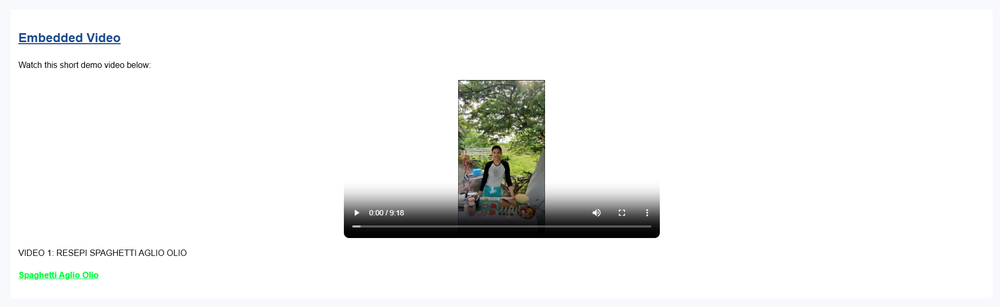 Embedded Video
Watch this short demo video below:
0:00 / 9:18
VIDEO 1: RESEPI SPAGHETTI AGLIO OLIO
Spaghetti Aglio Olio